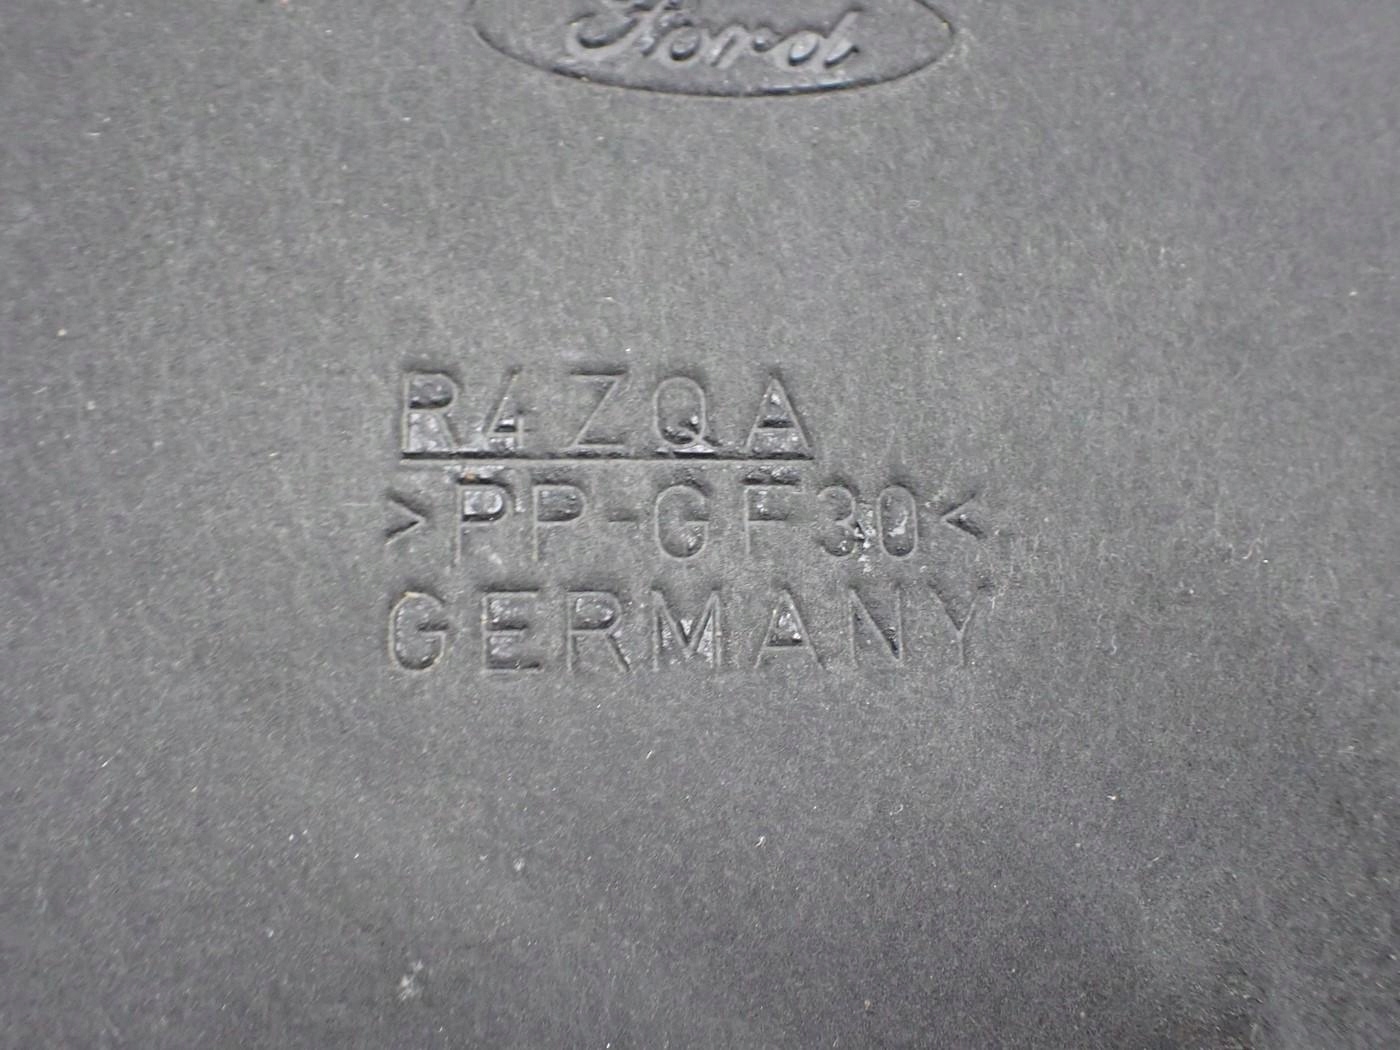 Ford
R4ZQA
>PP-GF30<
GERMANY